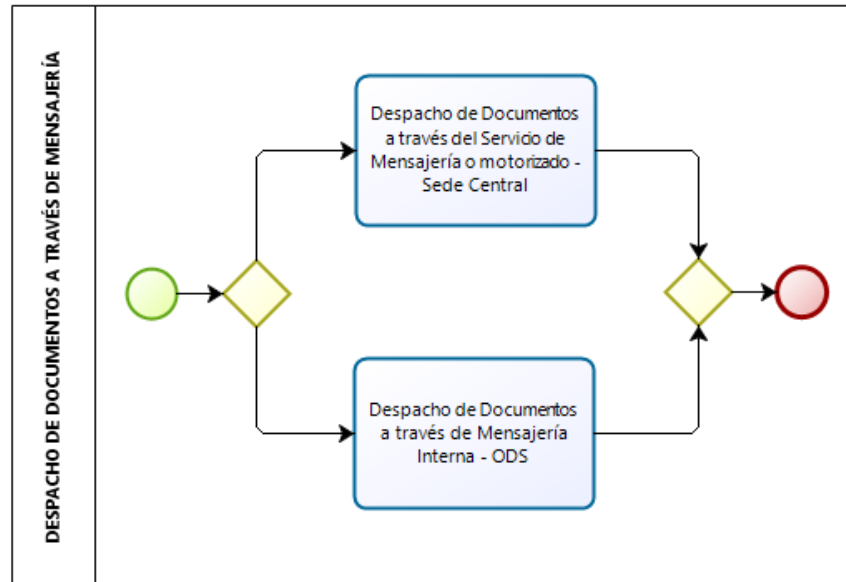 DESPACHO DE DOCUMENTOS A TRAVÉS DE MENSAJERÍA
Despacho de Documentos
a través del Servicio de
Mensajería o motorizado -
Sede Central
Despacho de Documentos
a través de Mensajería
Interna - ODS